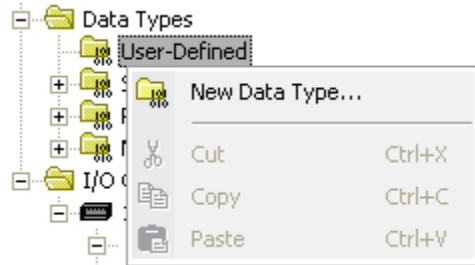 Data Types
User-Defined
New Data Type...
Cut Ctrl+X
Copy Ctrl+C
I/O
Paste Ctrl+V